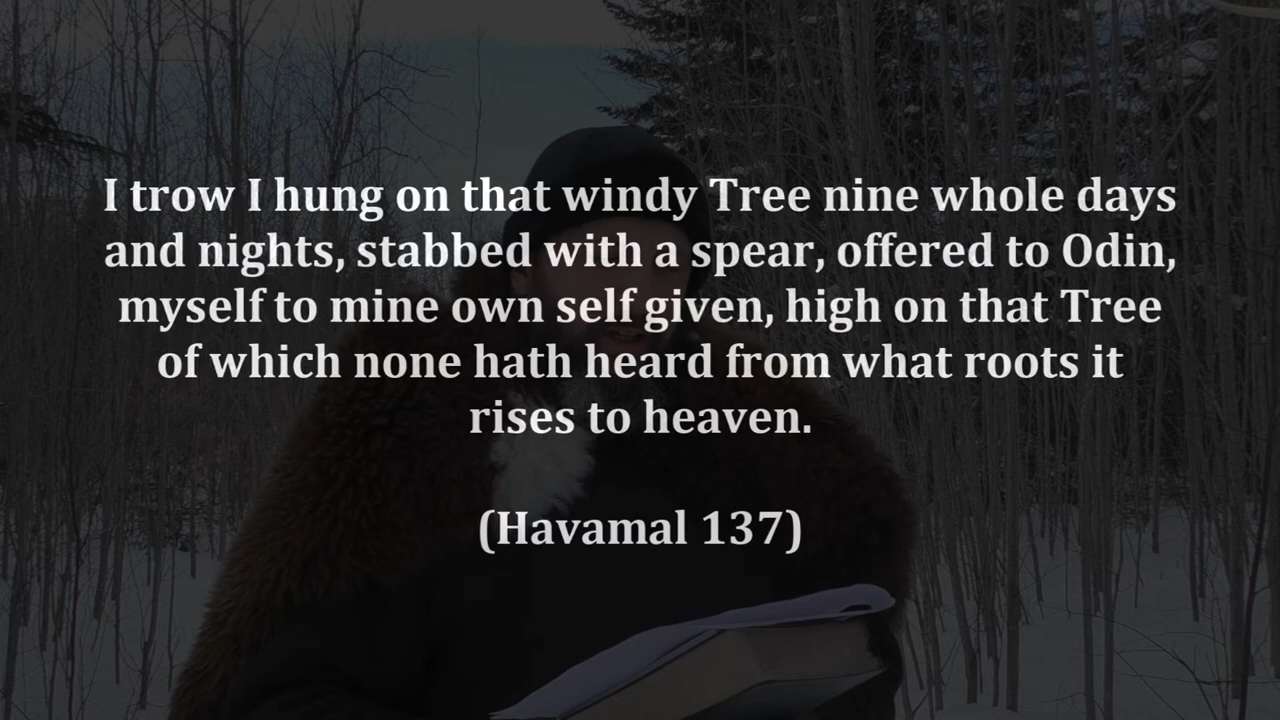 I trow I hung on that windy Tree nine whole days
and nights, stabbed with a spear, offered to Odin,
myself to mine own self given, high on that Tree
of which none hath heard from what roots it
rises to heaven.
(Havamal 137)